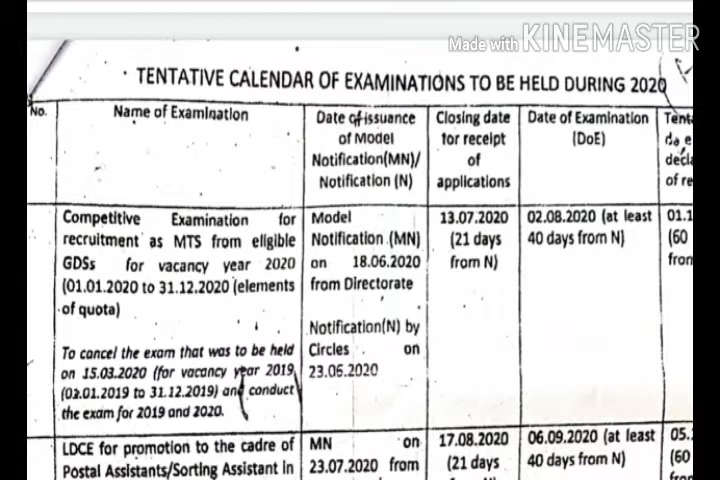 Made with KINEMASTER
TENTATIVE CALENDAR OF EXAMINATIONS TO BE HELD DURING 2020
No.
Name of Examination
Date of issuance
of Model
Notification(MN)/
Notification (N)
Closing date
for receipt
of
applications
Date of Examination
(DoE)
Tent
da e
decla
of re
Competitive Examination for
recruitment as MTS from eligible
GDSs for vacancy year 2020
(01.01.2020 to 31.12.2020 (elements
of quota)
To cancel the exam that was to be held
on 15.03.2020 (for vacancy year 2019
(01.01.2019 to 31.12.2019) and conduct
the exam for 2019 and 2020.
Model
Notification (MN)
on 18.06.2020
from Directorate
Notification(N) by
Circles on
23.06.2020
13.07.2020
(21 days
from N)
02.08.2020 (at least
40 days from N)
01.1
(60
from
LDCE for promotion to the cadre of
Postal Assistants/Sorting Assistant in
MN on
23.07.2020 from
17.08.2020
(21 days
06.09.2020 (at least
40 days from N)
05.
(60